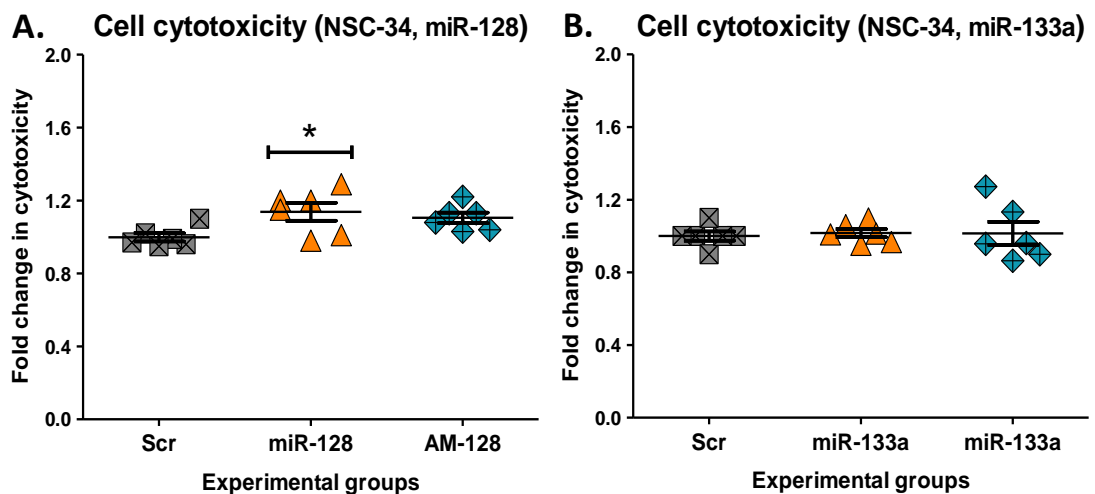 A. Cell cytotoxicity (NSC-34, miR-128)
Fold change in cytotoxicity
2.0
1.6
1.2
0.8
0.4
0.0
*
Scr miR-128 AM-128
Experimental groups
B. Cell cytotoxicity (NSC-34, miR-133a)
Fold change in cytotoxicity
2.0
1.6
1.2
0.8
0.4
0.0
Scr miR-133a miR-133a
Experimental groups